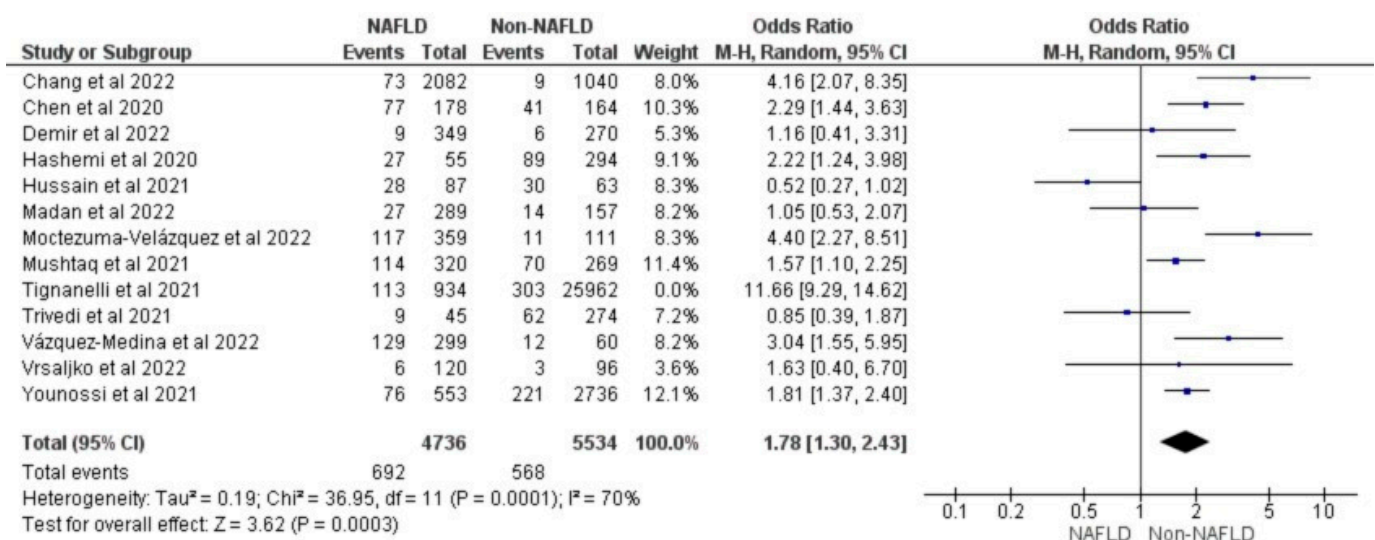 NAFLD Non-NAFLD Odds Ratio Odds Ratio
Study or Subgroup Events Total Events Total Weight M-H, Random, 95% CI M-H, Random, 95% CI
Chang et al 2022 73 2082 9 1040 8.0% 4.16 [2.07, 8.35]
Chen et al 2020 77 178 41 164 10.3% 2.29 [1.44, 3.63]
Demir et al 2022 9 349 6 270 5.3% 1.16 [0.41, 3.31]
Hashemi et al 2020 27 55 89 294 9.1% 2.22 [1.24, 3.98]
Hussain et al 2021 28 87 30 63 8.3% 0.52 [0.27, 1.02]
Madan et al 2022 27 289 14 157 8.2% 1.05 [0.53, 2.07]
Moctezuma-Velázquez et al 2022 117 359 11 111 8.3% 4.40 [2.27, 8.51]
Mushtaq et al 2021 114 320 70 269 11.4% 1.57 [1.10, 2.25]
Tignanelli et al 2021 113 934 303 25962 0.0% 11.66 [9.29, 14.62]
Trivedi et al 2021 9 45 62 274 7.2% 0.85 [0.39, 1.87]
Vázquez-Medina et al 2022 129 299 12 60 8.2% 3.04 [1.55, 5.95]
Vrsaljko et al 2022 6 120 3 96 3.6% 1.63 [0.40, 6.70]
Younossi et al 2021 76 553 221 2736 12.1% 1.81 [1.37, 2.40]
Total (95% CI) 4736 5534 100.0% 1.78 [1.30, 2.43]
Total events 692 568
Heterogeneity: Tau² = 0.19; Chi² = 36.95, df = 11 (P = 0.0001); I² = 70%
Test for overall effect: Z = 3.62 (P = 0.0003)
0.1 0.2 0.5 1 2 5 10
NAFLD Non-NAFLD